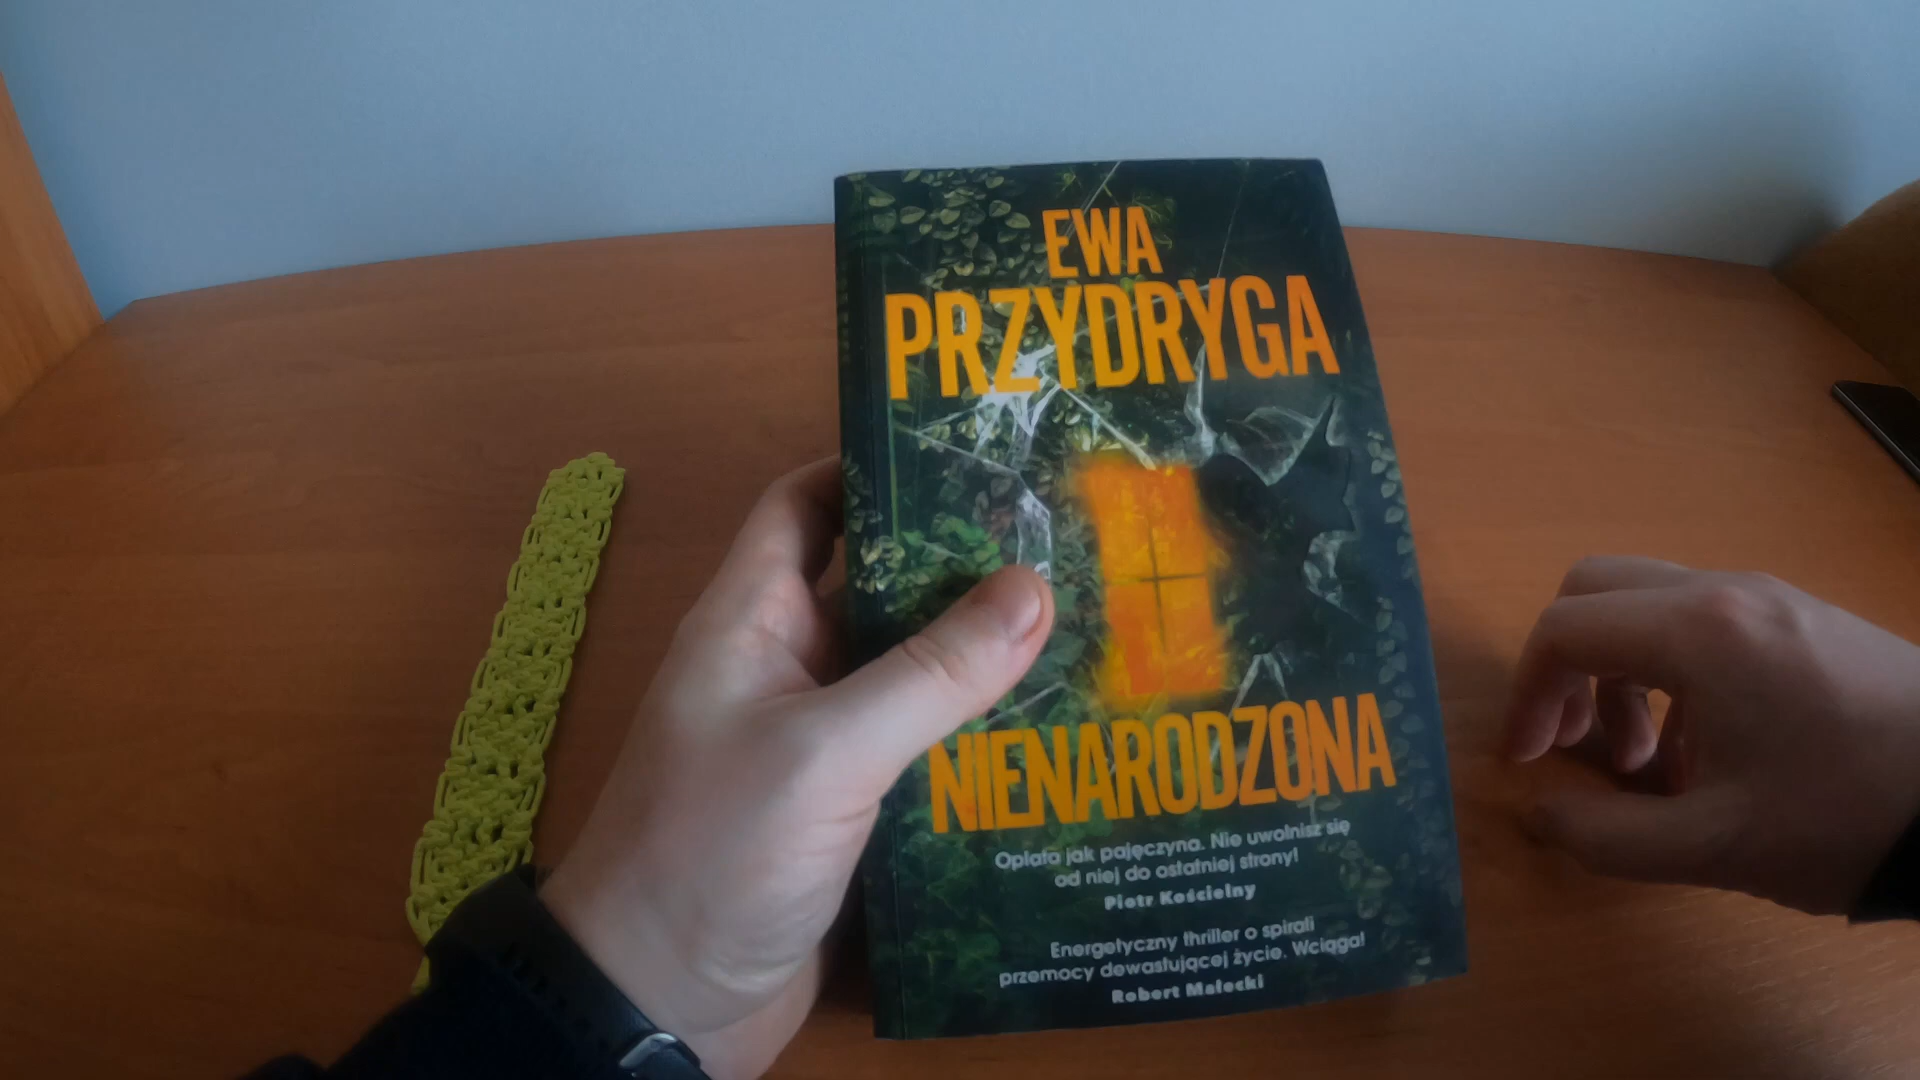 EWA
PRZYDRYGA
NIENARODZONA
Oplata jak pajęczyna. Nie uwolnisz się
od niej do ostatniej strony!
Piotr Kościelny
Energetyczny thriller o spirali
przemocy dewastującej życie. Wciąga!
Robert Małecki